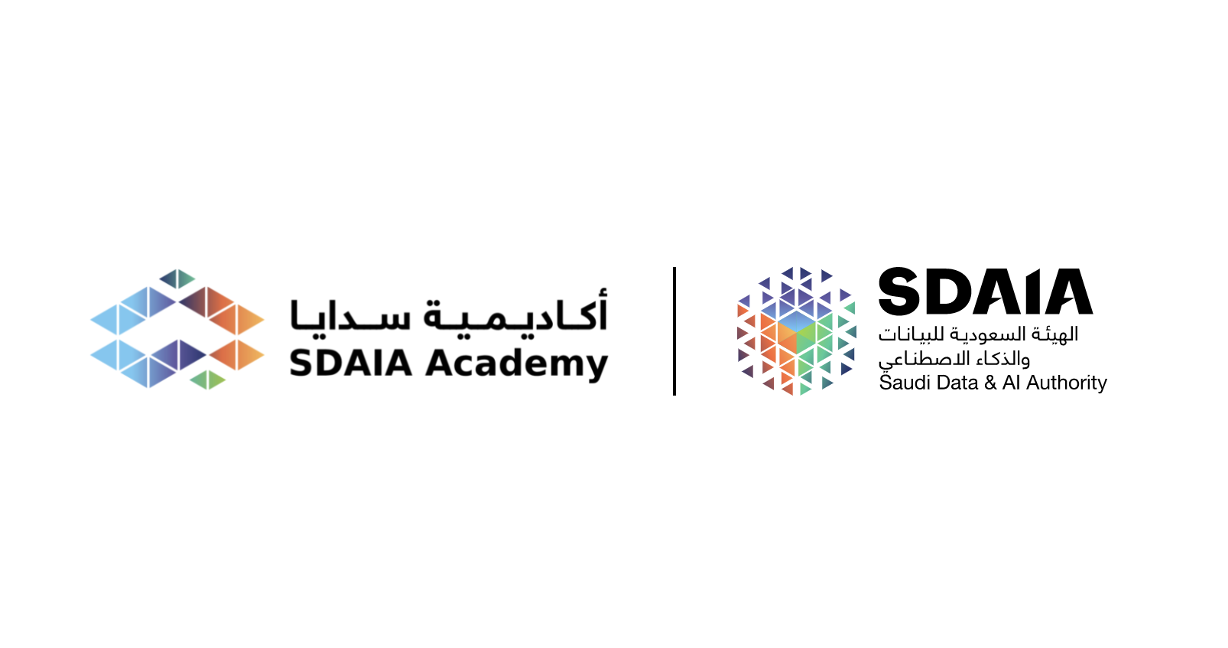 أكاديمية سدايا
SDAIA Academy
SDAIA
الهيئة السعودية للبيانات
والذكاء الاصطناعي
Saudi Data & AI Authority